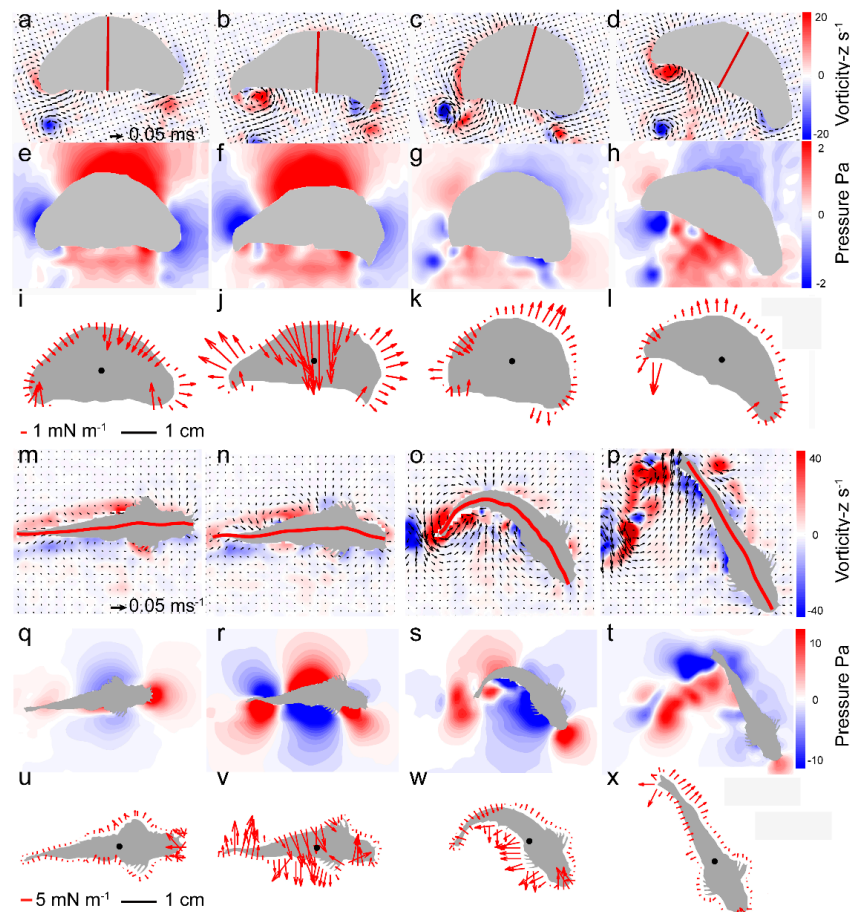 a b c d
20
0
-20
Vorticity-z s⁻¹
0.05 ms⁻¹
e f g h
2
0
-2
Pressure Pa
i j k l
1 mN m⁻¹ 1 cm
m n o p
40
0
-40
Vorticity-z s⁻¹
0.05 ms⁻¹
q r s t
10
0
-10
Pressure Pa
u v w x
5 mN m⁻¹ 1 cm